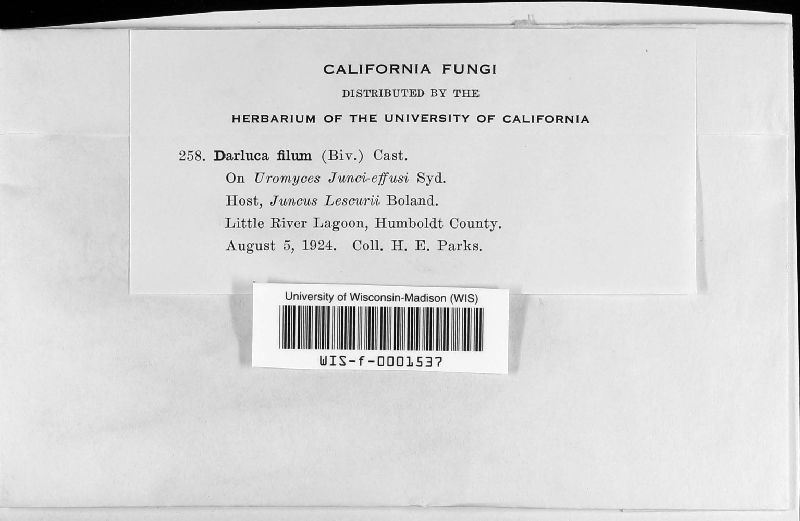 CALIFORNIA FUNGI
DISTRIBUTED BY THE
HERBARIUM OF THE UNIVERSITY OF CALIFORNIA
258. Darluca filum (Biv.) Cast.
On Uromyces Junci-effusi Syd.
Host, Juncus Lescurii Boland.
Little River Lagoon, Humboldt County.
August 5, 1924. Coll. H. E. Parks.
University of Wisconsin-Madison (WIS)
WIS-f-0001537